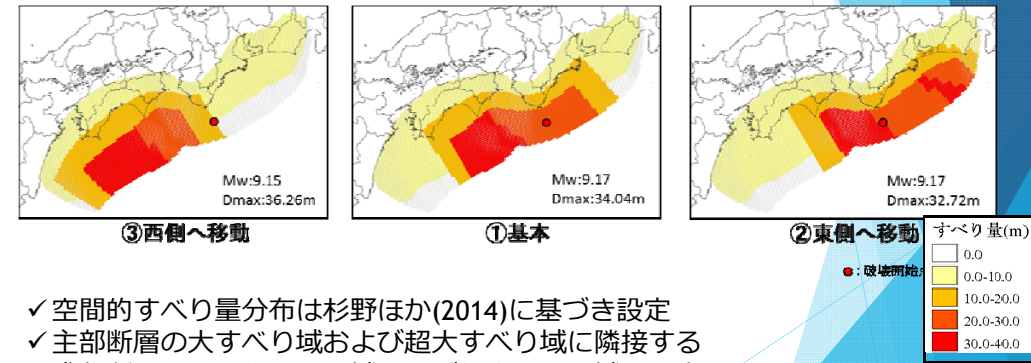 Mw:9.15
Dmax:36.26m
③西側へ移動
Mw:9.17
Dmax:34.04m
①基本
Mw:9.17
Dmax:32.72m
②東側へ移動
すべり量(m)
0.0
0.0-10.0
10.0-20.0
20.0-30.0
30.0-40.0
:破壊開始
✓空間的すべり量分布は杉野ほか(2014)に基づき設定
✓主部断層の大すべり域および超大すべり域に隣接する